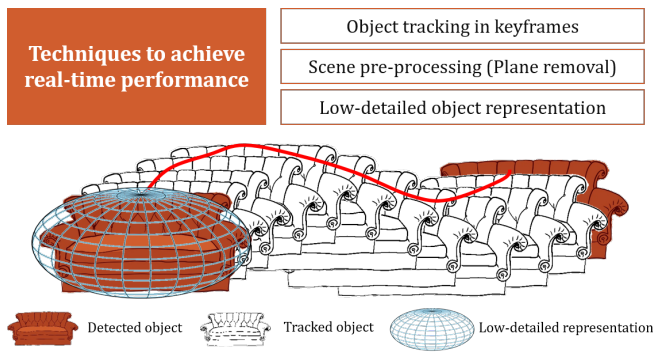 Techniques to achieve
real-time performance
Object tracking in keyframes
Scene pre-processing (Plane removal)
Low-detailed object representation
Detected object
Tracked object
Low-detailed representation